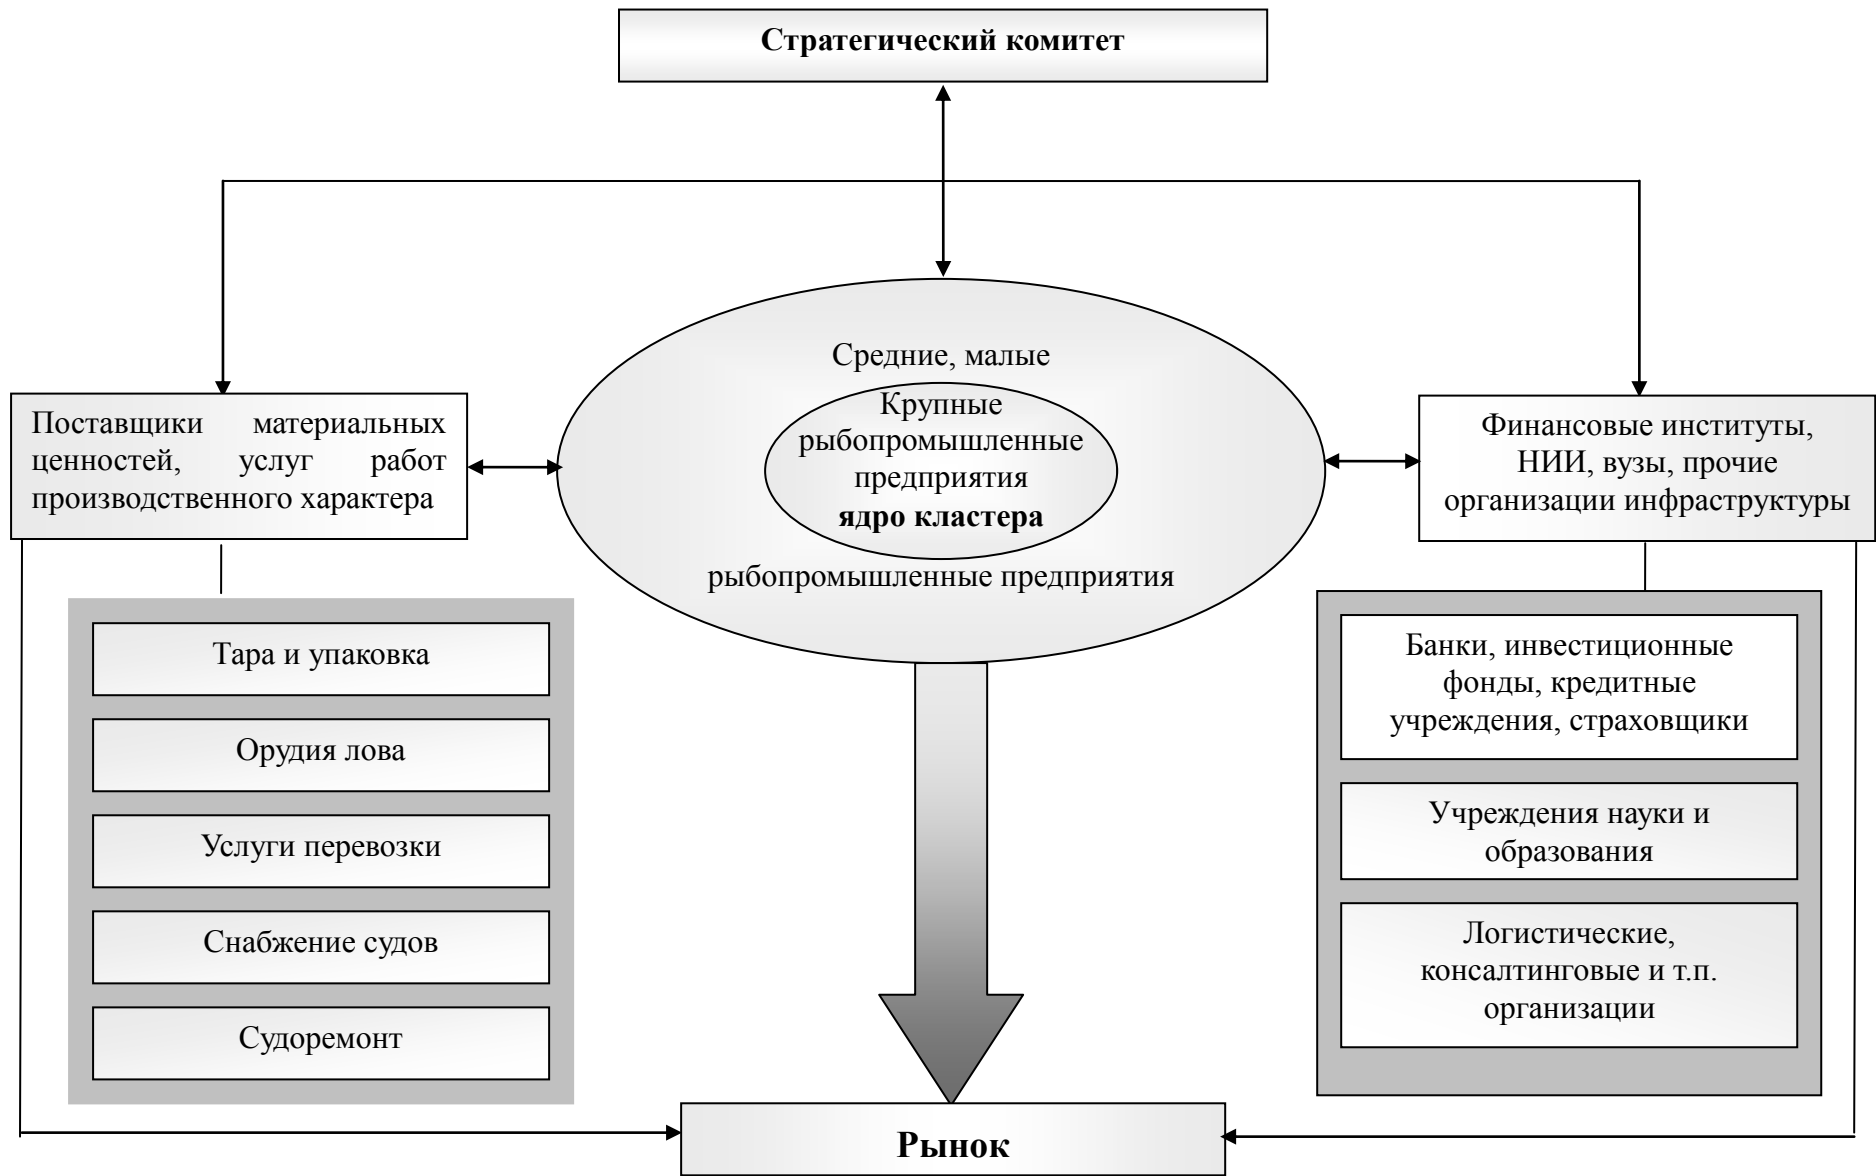 Стратегический комитет
Средние, малые
Крупные
рыбопромышленные
предприятия
ядро кластера
рыбопромышленные предприятия
Поставщики материальных
ценностей, услуг работ
производственного характера
Финансовые институты,
НИИ, вузы, прочие
организации инфраструктуры
Тара и упаковка
Орудия лова
Услуги перевозки
Снабжение судов
Судоремонт
Банки, инвестиционные
фонды, кредитные
учреждения, страховщики
Учреждения науки и
образования
Логистические,
консалтинговые и т.п.
организации
Рынок